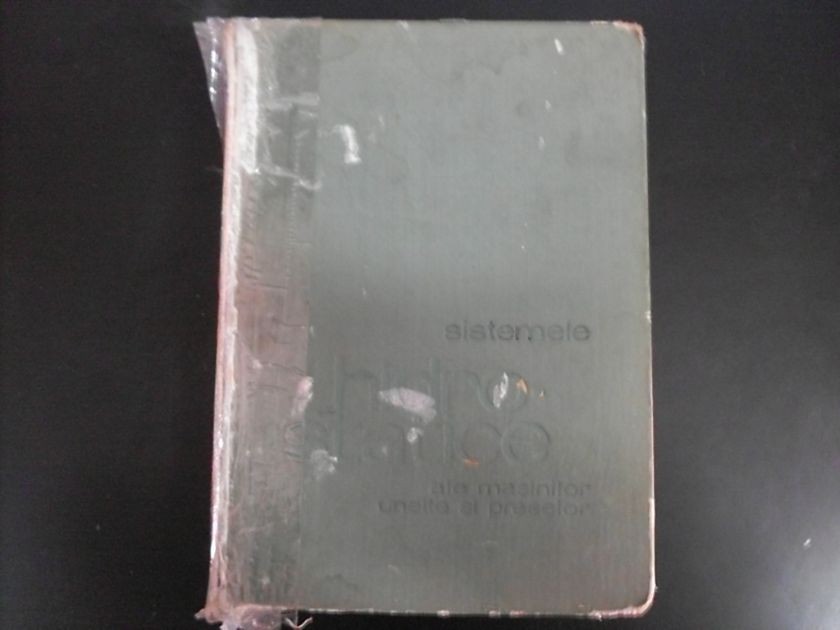 sistemele
hidro
statice
ale masinilor
unelte si preselor